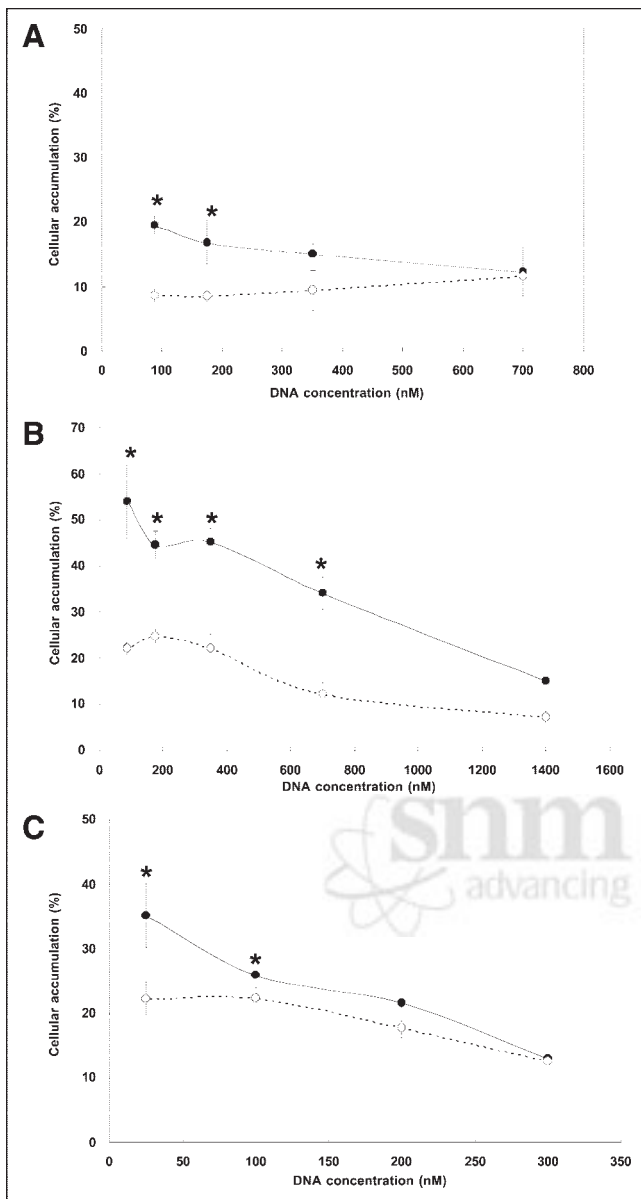 A
50
40
30
20
10
0
Cellular accumulation (%)
*
*
0 100 200 300 400 500 600 700 800
DNA concentration (nM)
B
70
60
50
40
30
20
10
0
Cellular accumulation (%)
*
*
*
*
0 200 400 600 800 1000 1200 1400 1600
DNA concentration (nM)
snm
advancing
C
50
40
30
20
10
0
Cellular accumulation (%)
*
*
0 50 100 150 200 250 300 350
DNA concentration (nM)